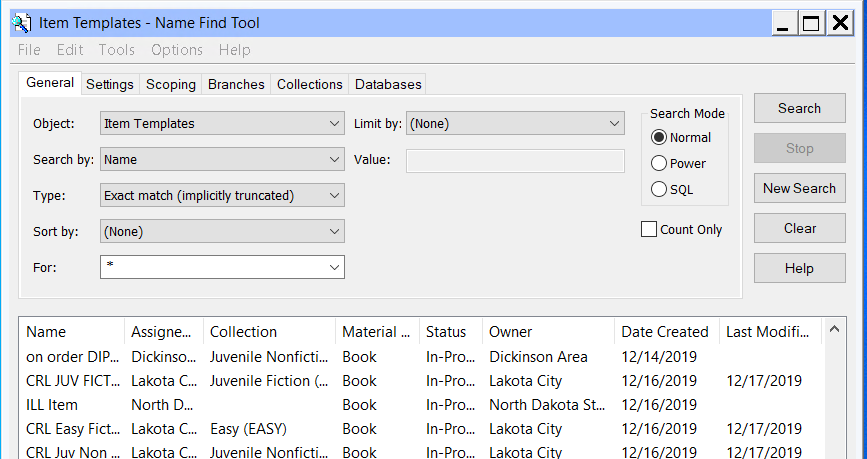 Item Templates - Name Find Tool
File Edit Tools Options Help
General Settings Scoping Branches Collections Databases
Object: Item Templates Limit by: (None) Search Mode Search
Search by: Name Value: Normal Stop
Type: Exact match (implicitly truncated) Power New Search
Sort by: (None) SQL Clear
For: * Count Only Help
Name Assigne... Collection Material ... Status Owner Date Created Last Modifi...
on order DIP... Dickinso... Juvenile Nonficti... Book In-Pro... Dickinson Area 12/14/2019
CRL JUV FICT... Lakota C... Juvenile Fiction (... Book In-Pro... Lakota City 12/16/2019 12/17/2019
ILL Item North D... Book In-Pro... North Dakota St... 12/16/2019
CRL Easy Fict... Lakota C... Easy (EASY) Book In-Pro... Lakota City 12/16/2019 12/17/2019
CRL Juv Non ... Lakota C... Juvenile Nonficti... Book In-Pro... Lakota City 12/16/2019 12/17/2019